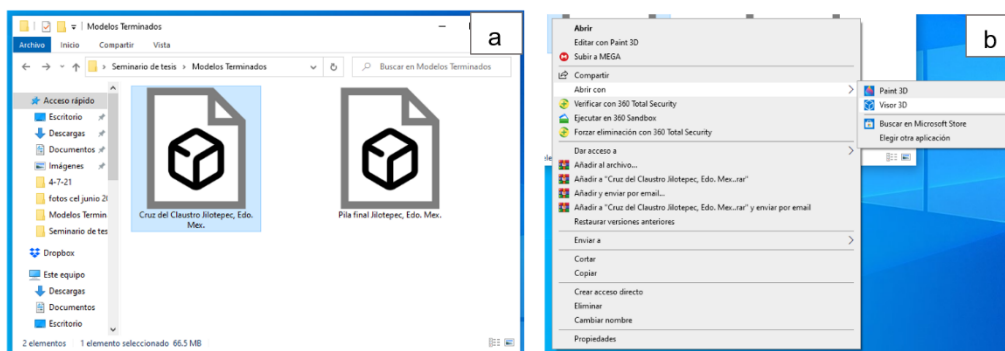 Modelos Terminados
a
Archivo Inicio Compartir Vista
Seminario de tesis > Modelos Terminados
Buscar en Modelos Terminados
Acceso rápido
Escritorio
Descargas
Documentos
Imágenes
4-7-21
fotos cel junio 20
Modelos Termin
Seminario de tes
Dropbox
Este equipo
Descargas
Documentos
Escritorio
Cruz del Claustro Jilotepec, Edo.
Mex.
Pila final Jilotepec, Edo. Mex.
2 elementos 1 elemento seleccionado 66.5 MB
b
Abrir
Editar con Paint 3D
Subir a MEGA
Compartir
Abrir con
Verificar con 360 Total Security
Ejecutar en 360 Sandbox
Forzar eliminación con 360 Total Security
Dar acceso a
Añadir al archivo...
Añadir a "Cruz del Claustro Jilotepec, Edo. Mex..rar"
Añadir y enviar por email...
Añadir a "Cruz del Claustro Jilotepec, Edo. Mex..rar" y enviar por email
Restaurar versiones anteriores
Enviar a
Cortar
Copiar
Crear acceso directo
Eliminar
Cambiar nombre
Propiedades
Paint 3D
Visor 3D
Buscar en Microsoft Store
Elegir otra aplicación